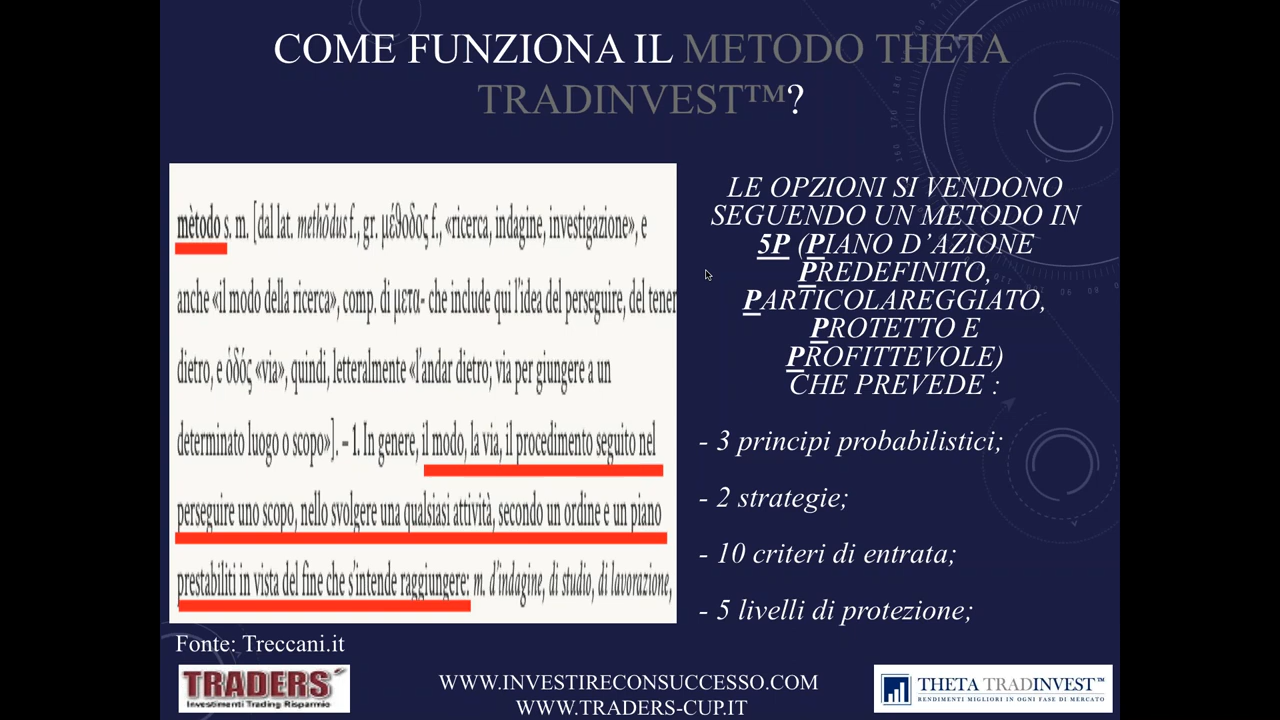 COME FUNZIONA IL METODO THETA
TRADINVEST™?
mètodo s. m. [dal lat. methŏdus f., gr. μέθοδος f., «ricerca, indagine, investigazione», e
anche «il modo della ricerca», comp. di μετα- che include qui l'idea del perseguire, del tener
dietro, e ὁδός «via», quindi, letteralmente «l'andar dietro; via per giungere a un
determinato luogo o scopo»]. – 1. In genere, il modo, la via, il procedimento seguito nel
perseguire uno scopo, nello svolgere una qualsiasi attività, secondo un ordine e un piano
prestabiliti in vista del fine che s'intende raggiungere: m. d'indagine, di studio, di lavorazione,
Fonte: Treccani.it
LE OPZIONI SI VENDONO
SEGUENDO UN METODO IN
5P (PIANO D'AZIONE
PREDEFINITO,
PARTICOLAREGGIATO,
PROTETTO E
PROFITTEVOLE)
CHE PREVEDE :
- 3 principi probabilistici;
- 2 strategie;
- 10 criteri di entrata;
- 5 livelli di protezione;
TRADERS´
Investimenti Trading Risparmio
WWW.INVESTIRECONSUCCESSO.COM
WWW.TRADERS-CUP.IT
THETA TRADINVEST™
RENDIMENTI MIGLIORI IN OGNI FASE DI MERCATO